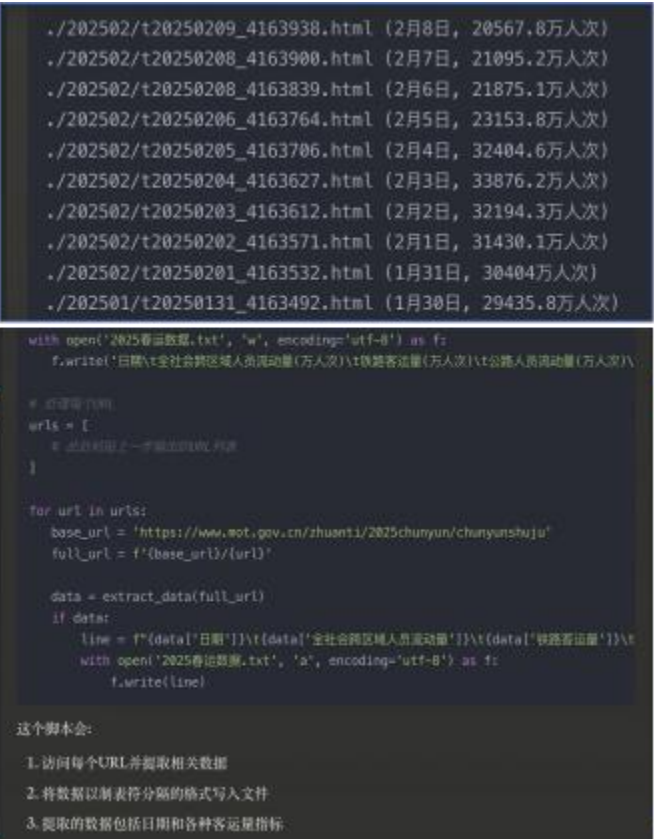 ./202502/t20250209_4163938.html (2月8日, 20567.8万人次)
./202502/t20250208_4163900.html (2月7日, 21095.2万人次)
./202502/t20250208_4163839.html (2月6日, 21875.1万人次)
./202502/t20250206_4163764.html (2月5日, 23153.8万人次)
./202502/t20250205_4163706.html (2月4日, 32404.6万人次)
./202502/t20250204_4163627.html (2月3日, 33876.2万人次)
./202502/t20250203_4163612.html (2月2日, 32194.3万人次)
./202502/t20250202_4163571.html (2月1日, 31430.1万人次)
./202502/t20250201_4163532.html (1月31日, 30404万人次)
./202501/t20250131_4163492.html (1月30日, 29435.8万人次)
with open('2025春运数据.txt', 'w', encoding='utf-8') as f:
f.write('日期\t全社会跨区域人员流动量(万人次)\t铁路客运量(万人次)\t公路人员流动量(万人次)\
# 处理每个URL
urls = [
#
]
for url in urls:
base_url = 'https://www.mot.gov.cn/zhuanti/2025chunyun/chunyunshuju'
full_url = f'{base_url}/{url}'
data = extract_data(full_url)
if data:
line = f"{data['日期']}\t{data['全社会跨区域人员流动量']}\t{data['铁路客运量']}\t
with open('2025春运数据.txt', 'a', encoding='utf-8') as f:
f.write(line)
这个脚本会:
1. 访问每个URL并提取相关数据
2. 将数据以制表符分隔的格式写入文件
3. 提取的数据包括日期和各种客运量指标